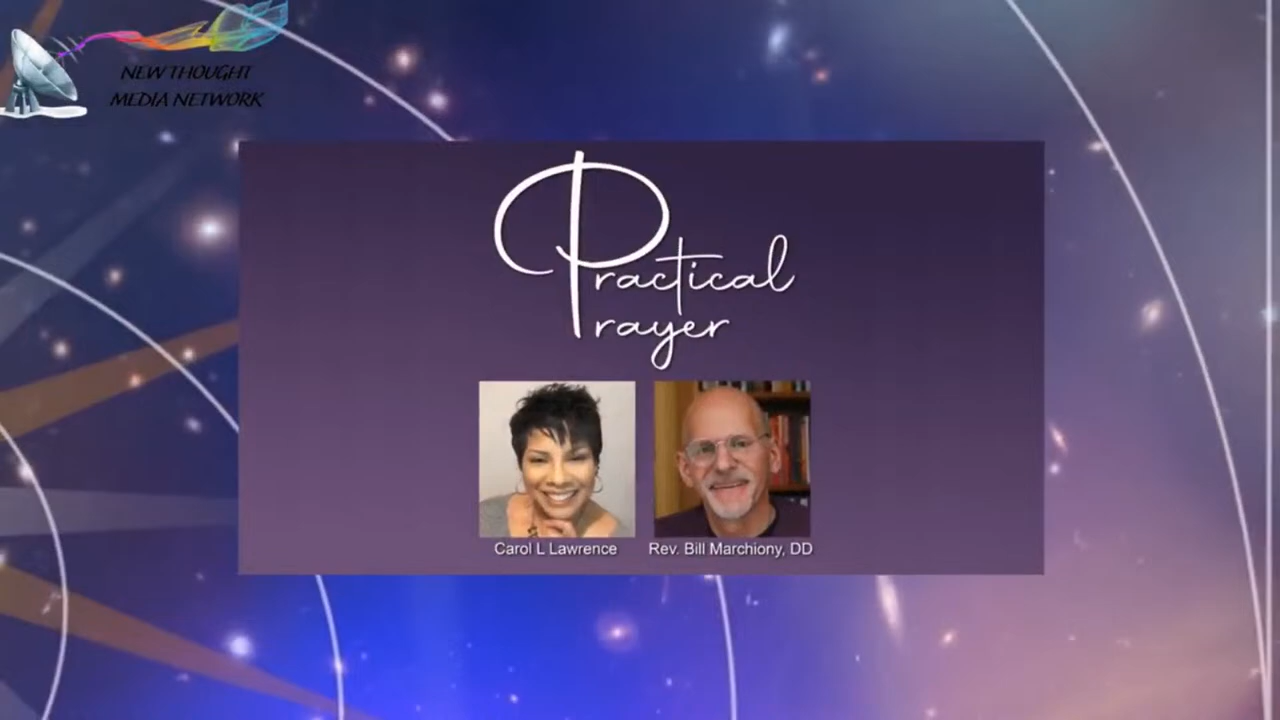 NEW THOUGHT
MEDIA NETWORK
Practical
Prayer
Carol L Lawrence
Rev. Bill Marchiony, DD